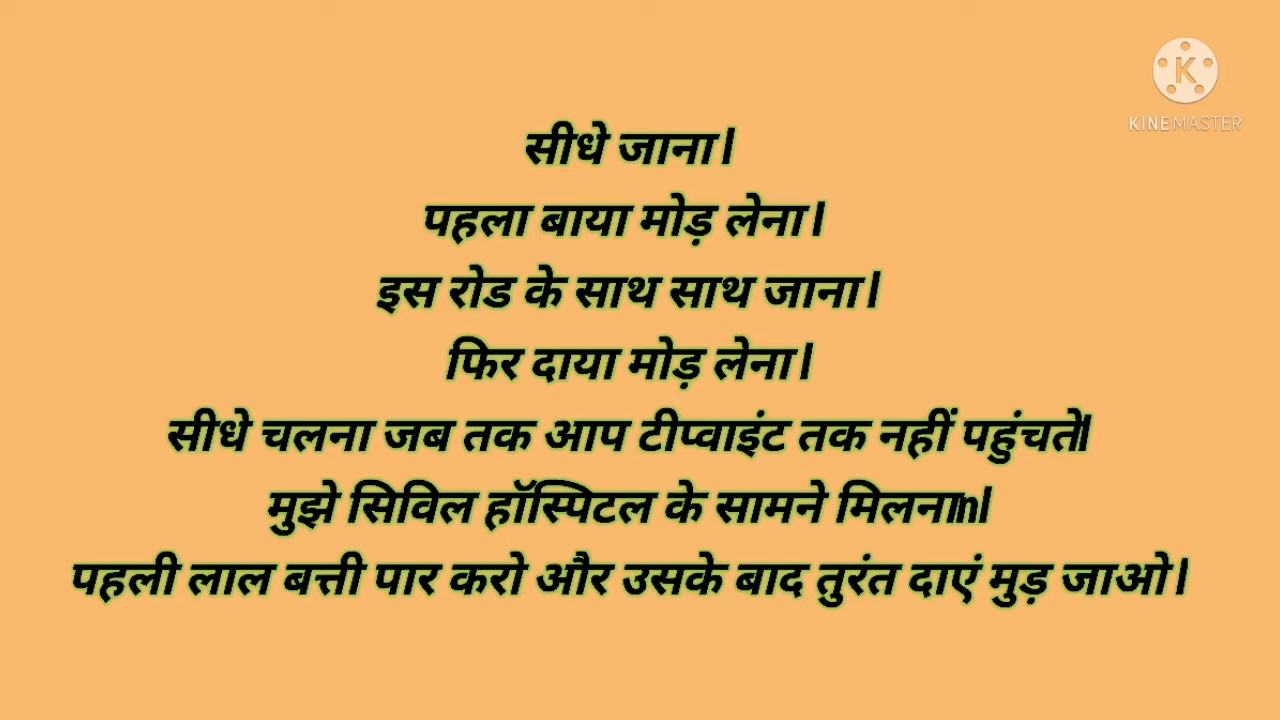 KINEMASTER
सीधे जाना।
पहला बाया मोड़ लेना।
इस रोड के साथ साथ जाना।
फिर दाया मोड़ लेना।
सीधे चलना जब तक आप टीप्वाइंट तक नहीं पहुंचते।
मुझे सिविल हॉस्पिटल के सामने मिलनाn।
पहली लाल बत्ती पार करो और उसके बाद तुरंत दाएं मुड़ जाओ।